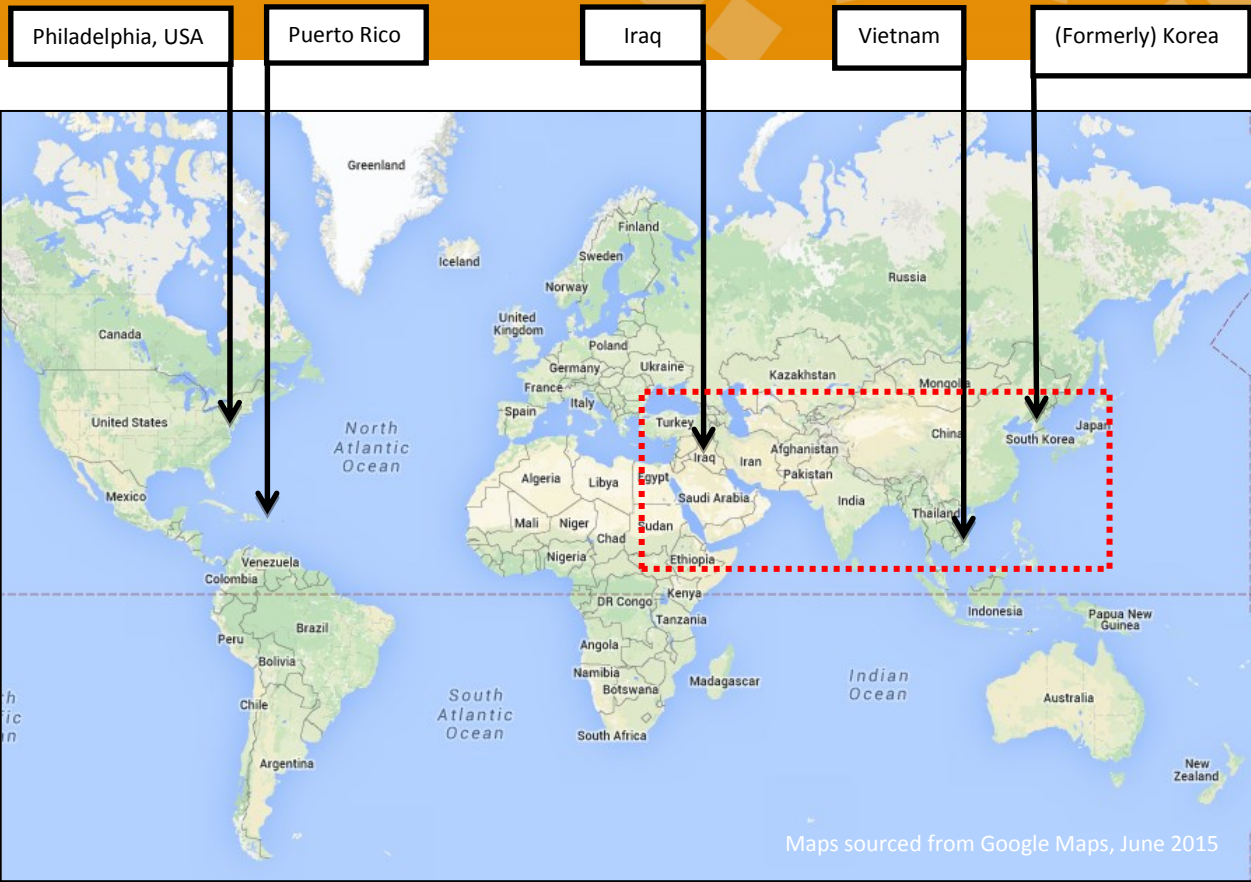 Philadelphia, USA
Puerto Rico
Iraq
Vietnam
(Formerly) Korea
Greenland
Finland
Iceland
Sweden
Russia
Norway
United
Kingdom
Canada
Poland
Germany
Ukraine
Kazakhstan
France
Mongolia
Italy
Spain
United States
Turkey
North
Atlantic
Ocean
China
Japan
South Korea
Afghanistan
Iraq
Iran
Pakistan
Algeria
Libya
Egypt
Mexico
Saudi Arabia
India
Thailand
Mali
Niger
Sudan
Chad
Nigeria
Ethiopia
Venezuela
Colombia
Kenya
DR Congo
Indonesia
Papua New
Guinea
Tanzania
Brazil
Peru
Angola
Bolivia
Namibia
Botswana
Madagascar
Indian
Ocean
South
Atlantic
Ocean
Chile
Australia
South Africa
Argentina
New
Zealand
Maps sourced from Google Maps, June 2015